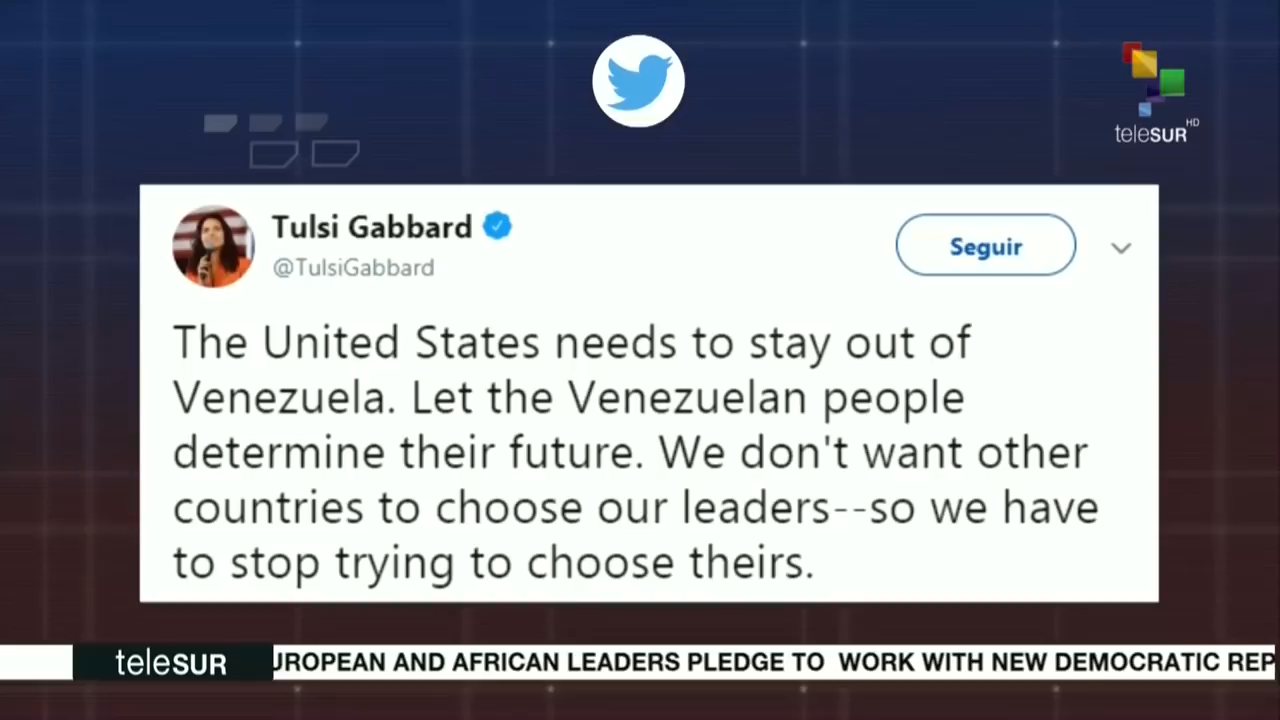 teleSUR HD
Tulsi Gabbard
@TulsiGabbard
Seguir
The United States needs to stay out of
Venezuela. Let the Venezuelan people
determine their future. We don't want other
countries to choose our leaders--so we have
to stop trying to choose theirs.
teleSUR UROPEAN AND AFRICAN LEADERS PLEDGE TO WORK WITH NEW DEMOCRATIC REP